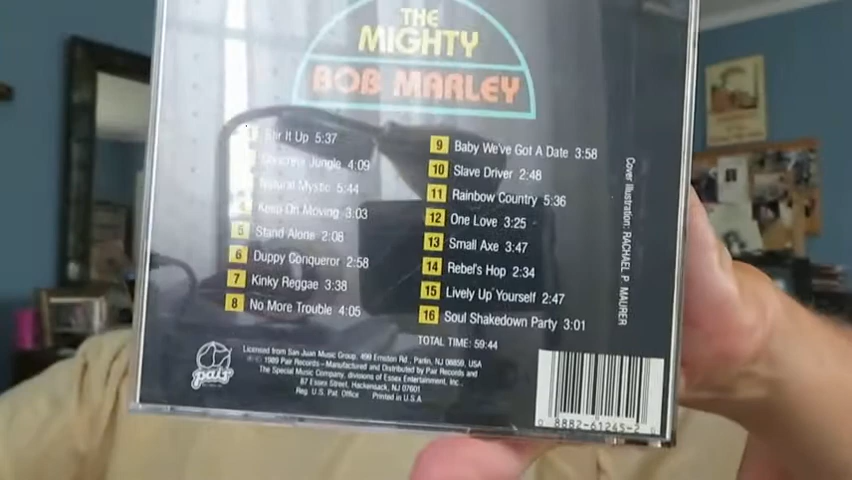 THE
MIGHTY
BOB MARLEY
Stir It Up 5:37
Concrete Jungle 4:09
Natural Mystic 5:44
4 Keep On Moving 3:03
5 Stand Alone 2:08
6 Duppy Conqueror 2:58
7 Kinky Reggae 3:38
8 No More Trouble 4:05
9 Baby We've Got A Date 3:58
10 Slave Driver 2:48
11 Rainbow Country 5:36
12 One Love 3:25
13 Small Axe 3:47
14 Rebel's Hop 2:34
15 Lively Up Yourself 2:47
16 Soul Shakedown Party 3:01
TOTAL TIME: 59:44
Cover Illustration: RACHAEL P. MAURER
pair
Licensed from San Juan Music Group, 499 Ernston Rd., Parlin, NJ 08859, USA
1989 Pair Records - Manufactured and Distributed by Pair Records and
The Special Music Company, divisions of Essex Entertainment, Inc.
87 Essex Street, Hackensack, NJ 07601
Reg. U.S. Pat. Office Printed in U.S.A
0 8882-61245-2